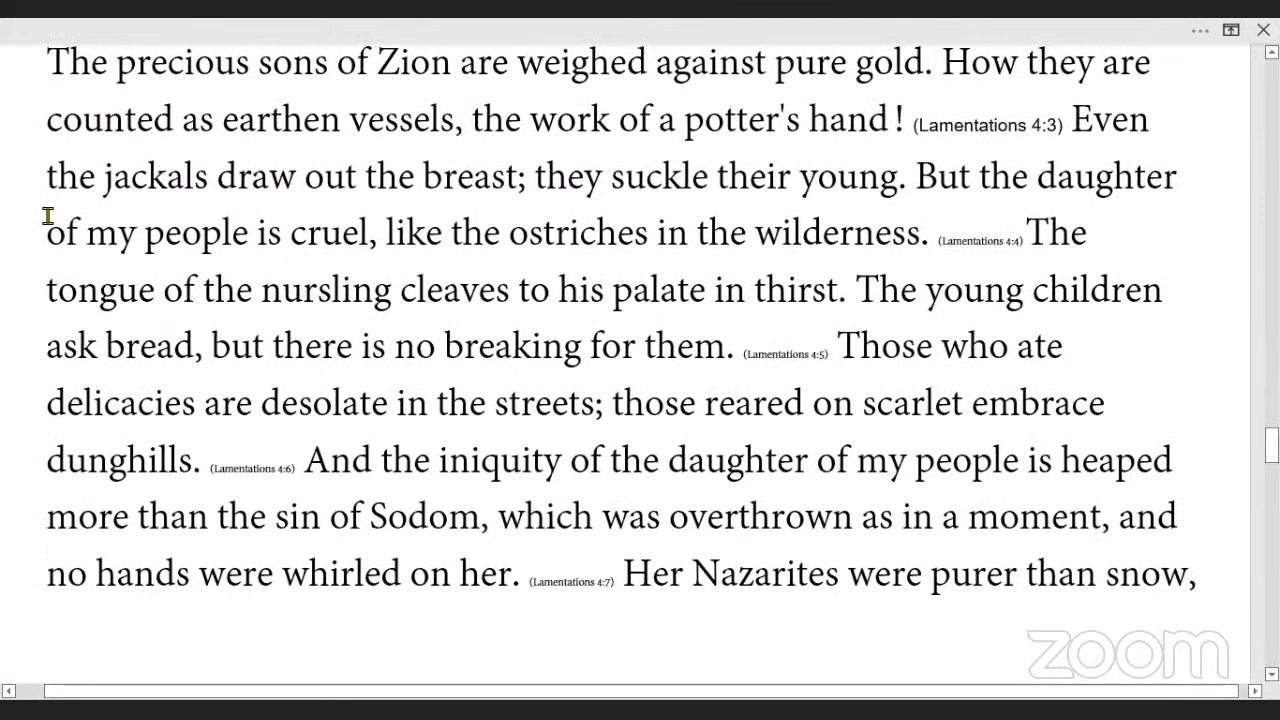 The precious sons of Zion are weighed against pure gold. How they are
counted as earthen vessels, the work of a potter's hand! (Lamentations 4:3) Even
the jackals draw out the breast; they suckle their young. But the daughter
of my people is cruel, like the ostriches in the wilderness. (Lamentations 4:4) The
tongue of the nursling cleaves to his palate in thirst. The young children
ask bread, but there is no breaking for them. (Lamentations 4:5) Those who ate
delicacies are desolate in the streets; those reared on scarlet embrace
dunghills. (Lamentations 4:6) And the iniquity of the daughter of my people is heaped
more than the sin of Sodom, which was overthrown as in a moment, and
no hands were whirled on her. (Lamentations 4:7) Her Nazarites were purer than snow,
zoom